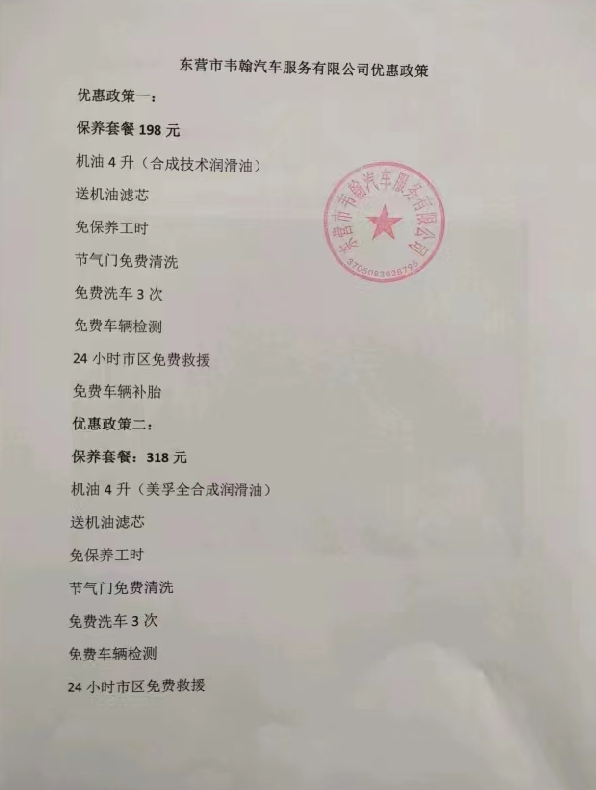 东营市韦翰汽车服务有限公司优惠政策
优惠政策一：
保养套餐 198 元
机油 4 升（合成技术润滑油）
送机油滤芯
免保养工时
节气门免费清洗
免费洗车 3 次
免费车辆检测
24 小时市区免费救援
免费车辆补胎
优惠政策二：
保养套餐：318 元
机油 4 升（美孚全合成润滑油）
送机油滤芯
免保养工时
节气门免费清洗
免费洗车 3 次
免费车辆检测
24 小时市区免费救援
东营市韦翰汽车服务有限公司